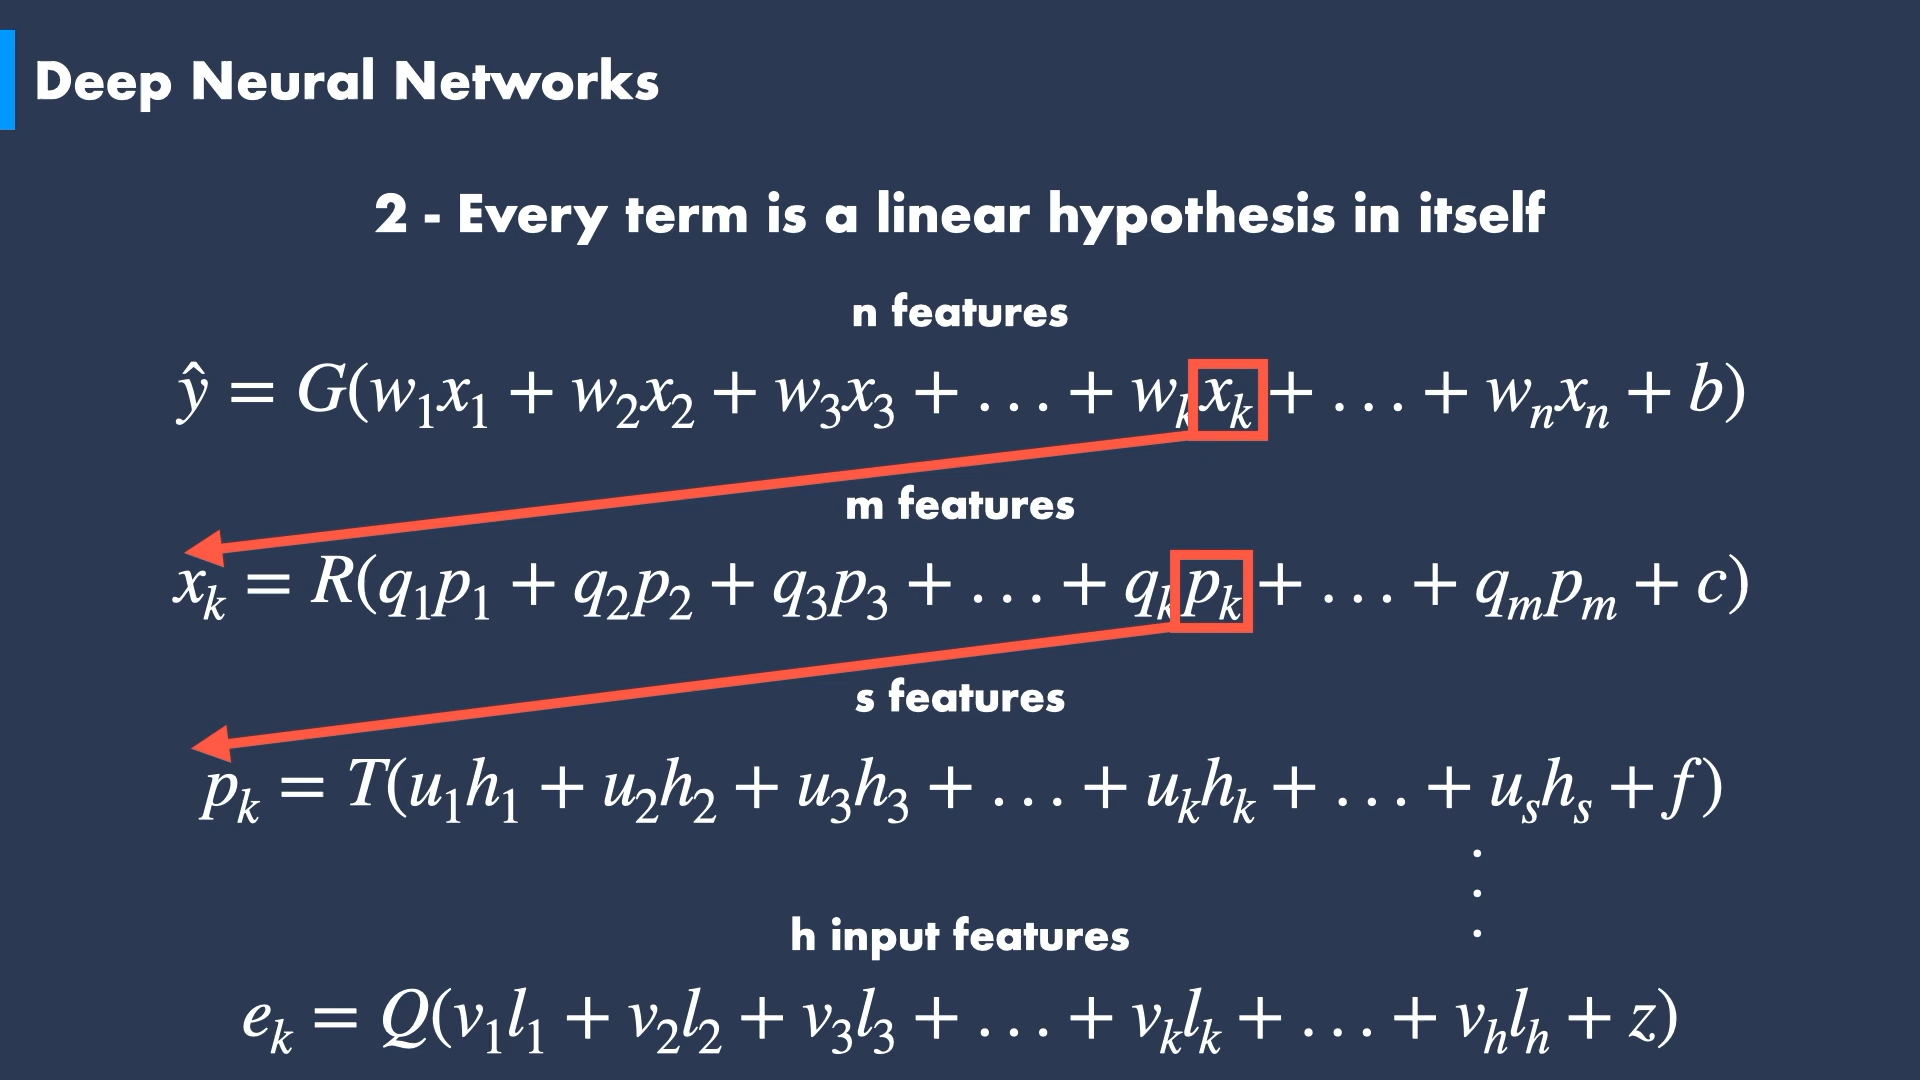 Deep Neural Networks
2 - Every term is a linear hypothesis in itself
n features
ŷ = G(w₁x₁ + w₂x₂ + w₃x₃ + . . . + wₖxₖ + . . . + wₙxₙ + b)
m features
xₖ = R(q₁p₁ + q₂p₂ + q₃p₃ + . . . + qₖpₖ + . . . + qₘpₘ + c)
s features
pₖ = T(u₁h₁ + u₂h₂ + u₃h₃ + . . . + uₖhₖ + . . . + uₛhₛ + f)
.
.
.
h input features
eₖ = Q(v₁l₁ + v₂l₂ + v₃l₃ + . . . + vₖlₖ + . . . + vₕlₕ + z)